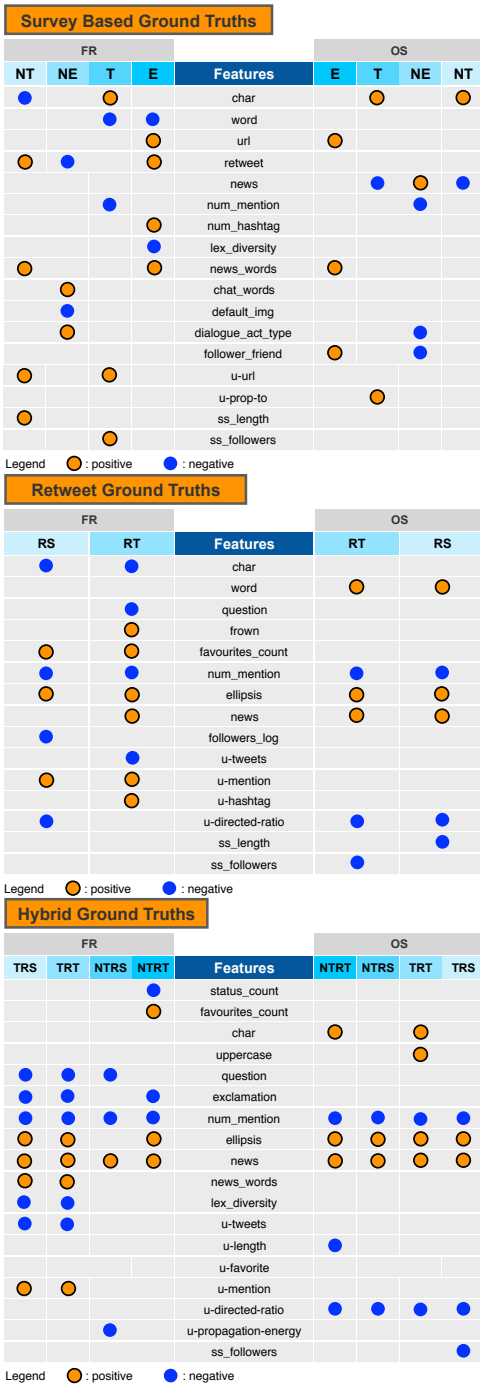 Survey Based Ground Truths
FR OS
NT NE T E Features E T NE NT
char
word
url
retweet
news
num_mention
num_hashtag
lex_diversity
news_words
chat_words
default_img
dialogue_act_type
follower_friend
u-url
u-prop-to
ss_length
ss_followers
Legend : positive : negative
Retweet Ground Truths
FR OS
RS RT Features RT RS
char
word
question
frown
favourites_count
num_mention
ellipsis
news
followers_log
u-tweets
u-mention
u-hashtag
u-directed-ratio
ss_length
ss_followers
Legend : positive : negative
Hybrid Ground Truths
FR OS
TRS TRT NTRS NTRT Features NTRT NTRS TRT TRS
status_count
favourites_count
char
uppercase
question
exclamation
num_mention
ellipsis
news
news_words
lex_diversity
u-tweets
u-length
u-favorite
u-mention
u-directed-ratio
u-propagation-energy
ss_followers
Legend : positive : negative